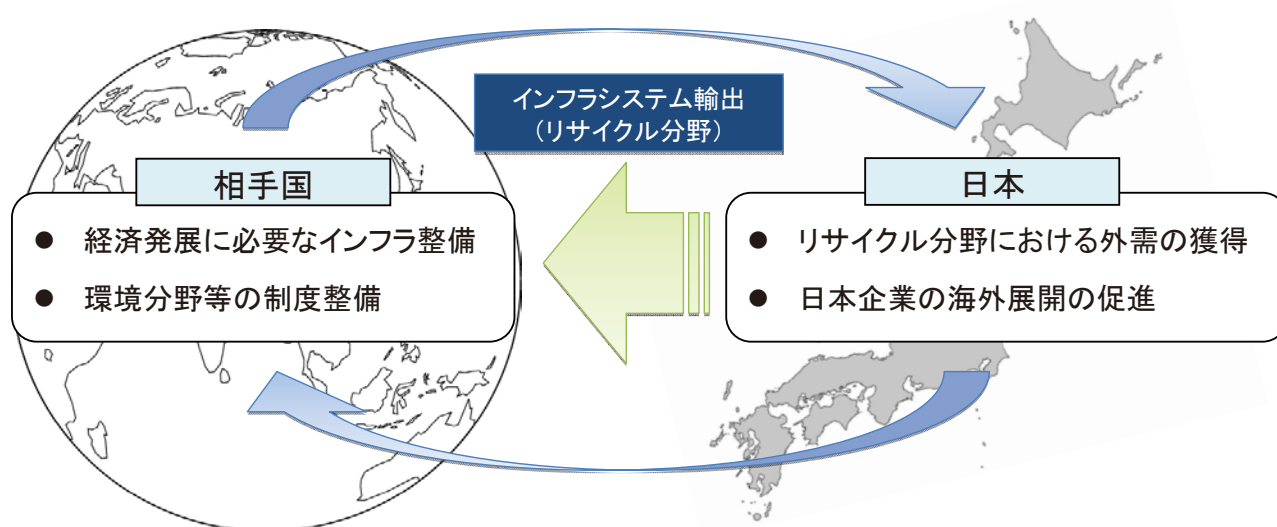 インフラシステム輸出
（リサイクル分野）
相手国
● 経済発展に必要なインフラ整備
● 環境分野等の制度整備
日本
● リサイクル分野における外需の獲得
● 日本企業の海外展開の促進